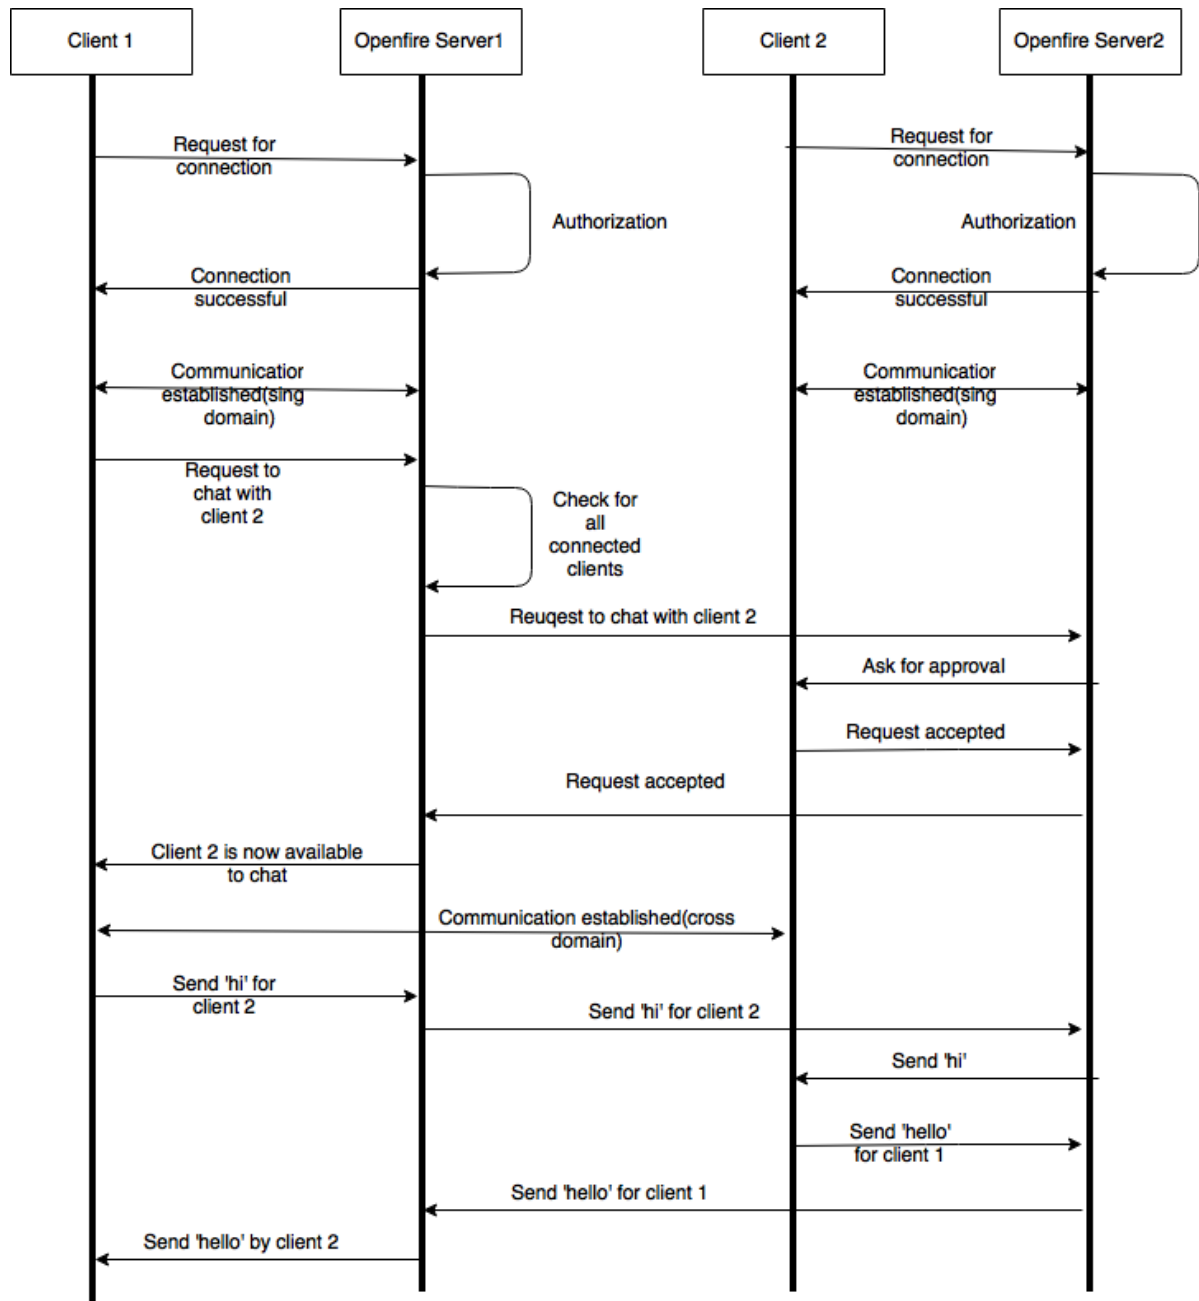 Client 1
Openfire Server1
Client 2
Openfire Server2
Request for
connection
Request for
connection
Authorization
Authorization
Connection
successful
Connection
successful
Communicatior
established(sing
domain)
Communicatior
established(sing
domain)
Request to
chat with
client 2
Check for
all
connected
clients
Reuqest to chat with client 2
Ask for approval
Request accepted
Request accepted
Client 2 is now available
to chat
Communication established(cross
domain)
Send 'hi' for
client 2
Send 'hi' for client 2
Send 'hi'
Send 'hello'
for client 1
Send 'hello' for client 1
Send 'hello' by client 2